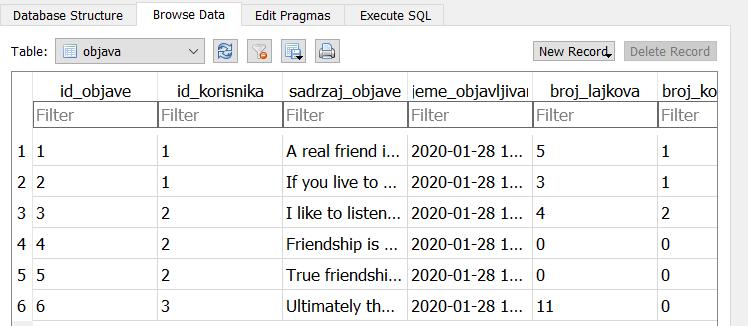 Database Structure Browse Data Edit Pragmas Execute SQL
Table: objava New Record Delete Record
id_objave id_korisnika sadrzaj_objave jeme_objavljivan broj_lajkova broj_ko
Filter Filter Filter Filter Filter Filter
1 1 1 A real friend i... 2020-01-28 1... 5 1
2 2 1 If you live to ... 2020-01-28 1... 3 1
3 3 2 I like to listen... 2020-01-28 1... 4 2
4 4 2 Friendship is ... 2020-01-28 1... 0 0
5 5 2 True friendshi... 2020-01-28 1... 0 0
6 6 3 Ultimately th... 2020-01-28 1... 11 0